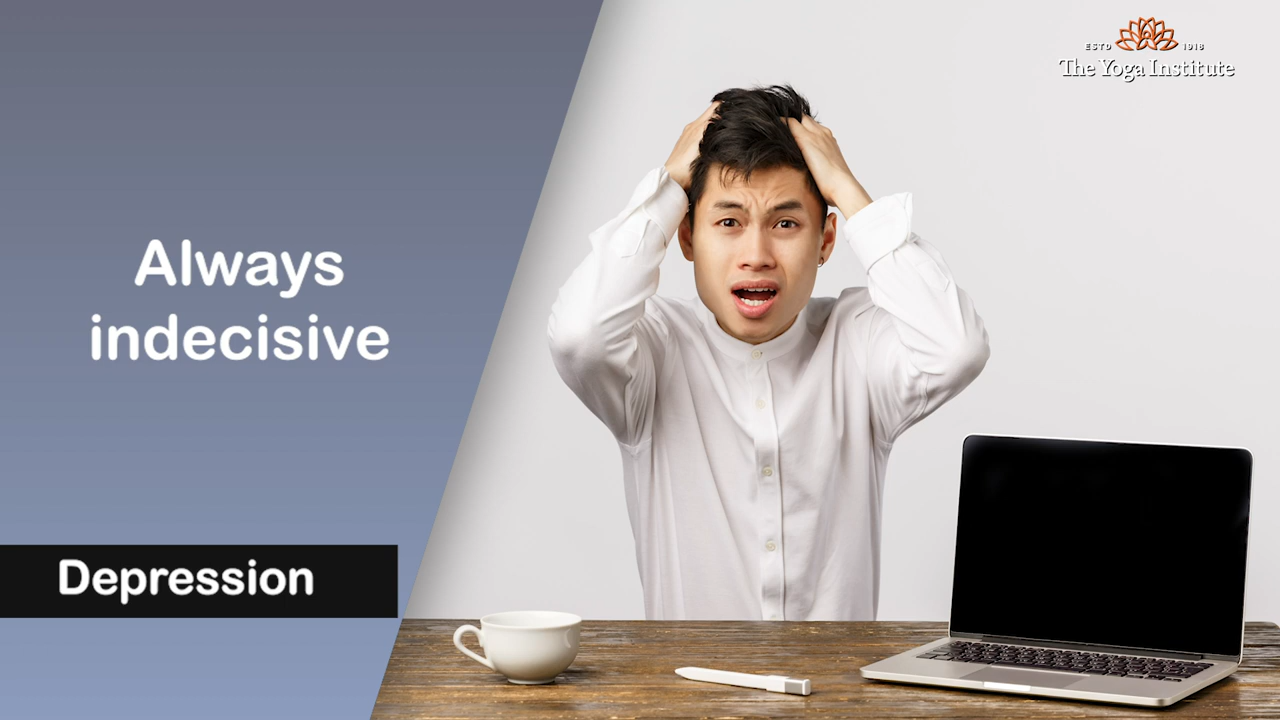 Always
indecisive
Depression
ESTD 1918
The Yoga Institute